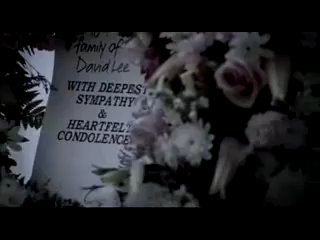 family of
David Lee
WITH DEEPEST
SYMPATHY
&
HEARTFELT
CONDOLENCE